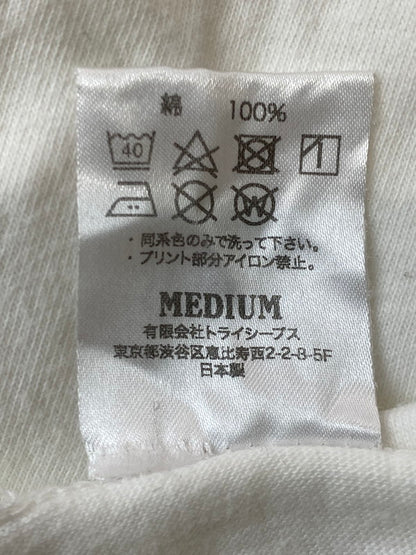 綿 100%
40
W
・同系色のみで洗って下さい。
・プリント部分アイロン禁止。
MEDIUM
有限会社トライシープス
東京都渋谷区恵比寿西2-2-8-5F
日本製